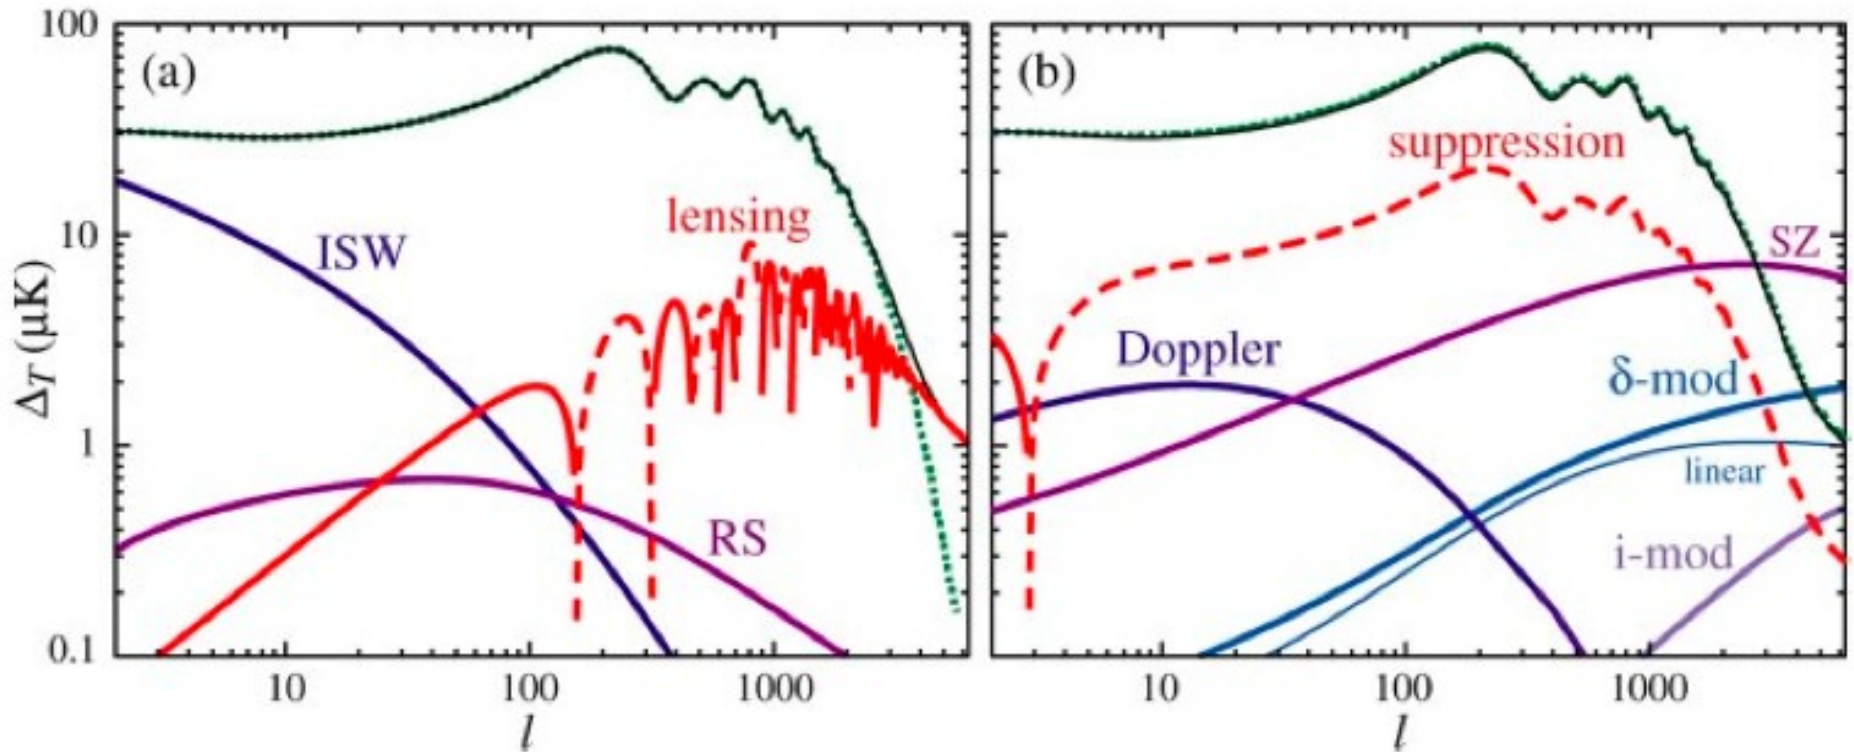 100
(a)
(b)
suppression
lensing
10
ISW
SZ
Doppler
δ-mod
Δ_T (μK)
1
linear
RS
i-mod
0.1
10 100 1000
10 100 1000
l
l